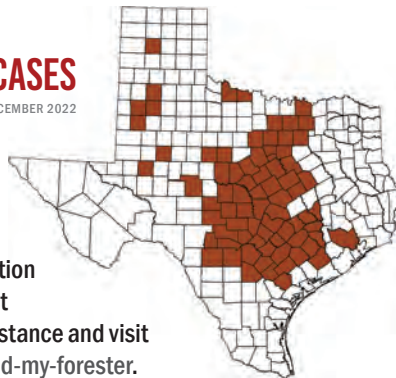 CASES
CEMBER 2022
tion
t
stance and visit
d-my-forester.